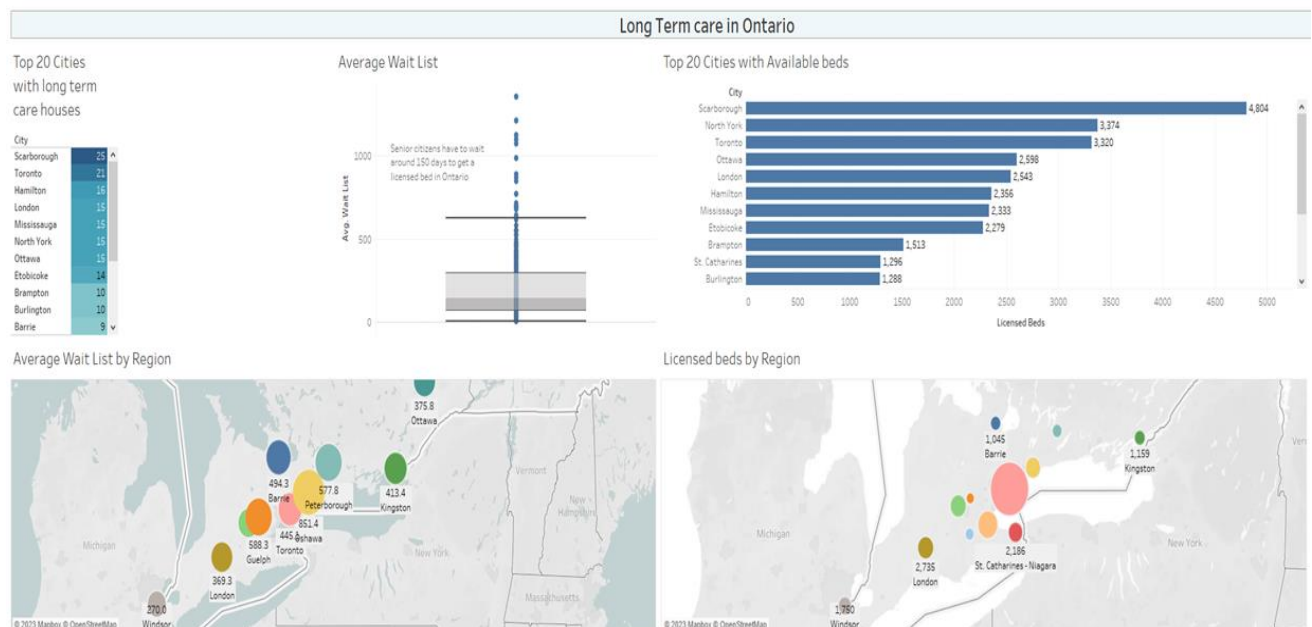 Long Term care in Ontario
Top 20 Cities
with long term
care houses
City
Scarborough 25
Toronto 21
Hamilton 16
London 15
Mississauga 15
North York 15
Ottawa 15
Etobicoke 14
Brampton 10
Burlington 10
Barrie 9
Average Wait List
Avg. Wait List
1000
500
0
Senior citizens have to wait
around 150 days to get a
licensed bed in Ontario
Top 20 Cities with Available beds
City
Scarborough 4,804
North York 3,374
Toronto 3,320
Ottawa 2,598
London 2,543
Hamilton 2,356
Mississauga 2,333
Etobicoke 2,279
Brampton 1,513
St. Catharines 1,296
Burlington 1,288
0 500 1000 1500 2000 2500 3000 3500 4000 4500 5000
Licensed Beds
Average Wait List by Region
375.8
Ottawa
494.3
Barrie
577.8
Peterborough
413.4
Kingston
851.4
Oshawa
445.
Toronto
588.3
Guelph
369.3
London
270.0
Windsor
Michigan
Vermont
New Hampshire
New York
Massachusetts
© 2023 Mapbox © OpenStreetMap
Licensed beds by Region
1,045
Barrie
1,159
Kingston
2,186
St. Catharines - Niagara
2,735
London
1,750
Windsor
Michigan
New York
Ver
© 2023 Mapbox © OpenStreetMap